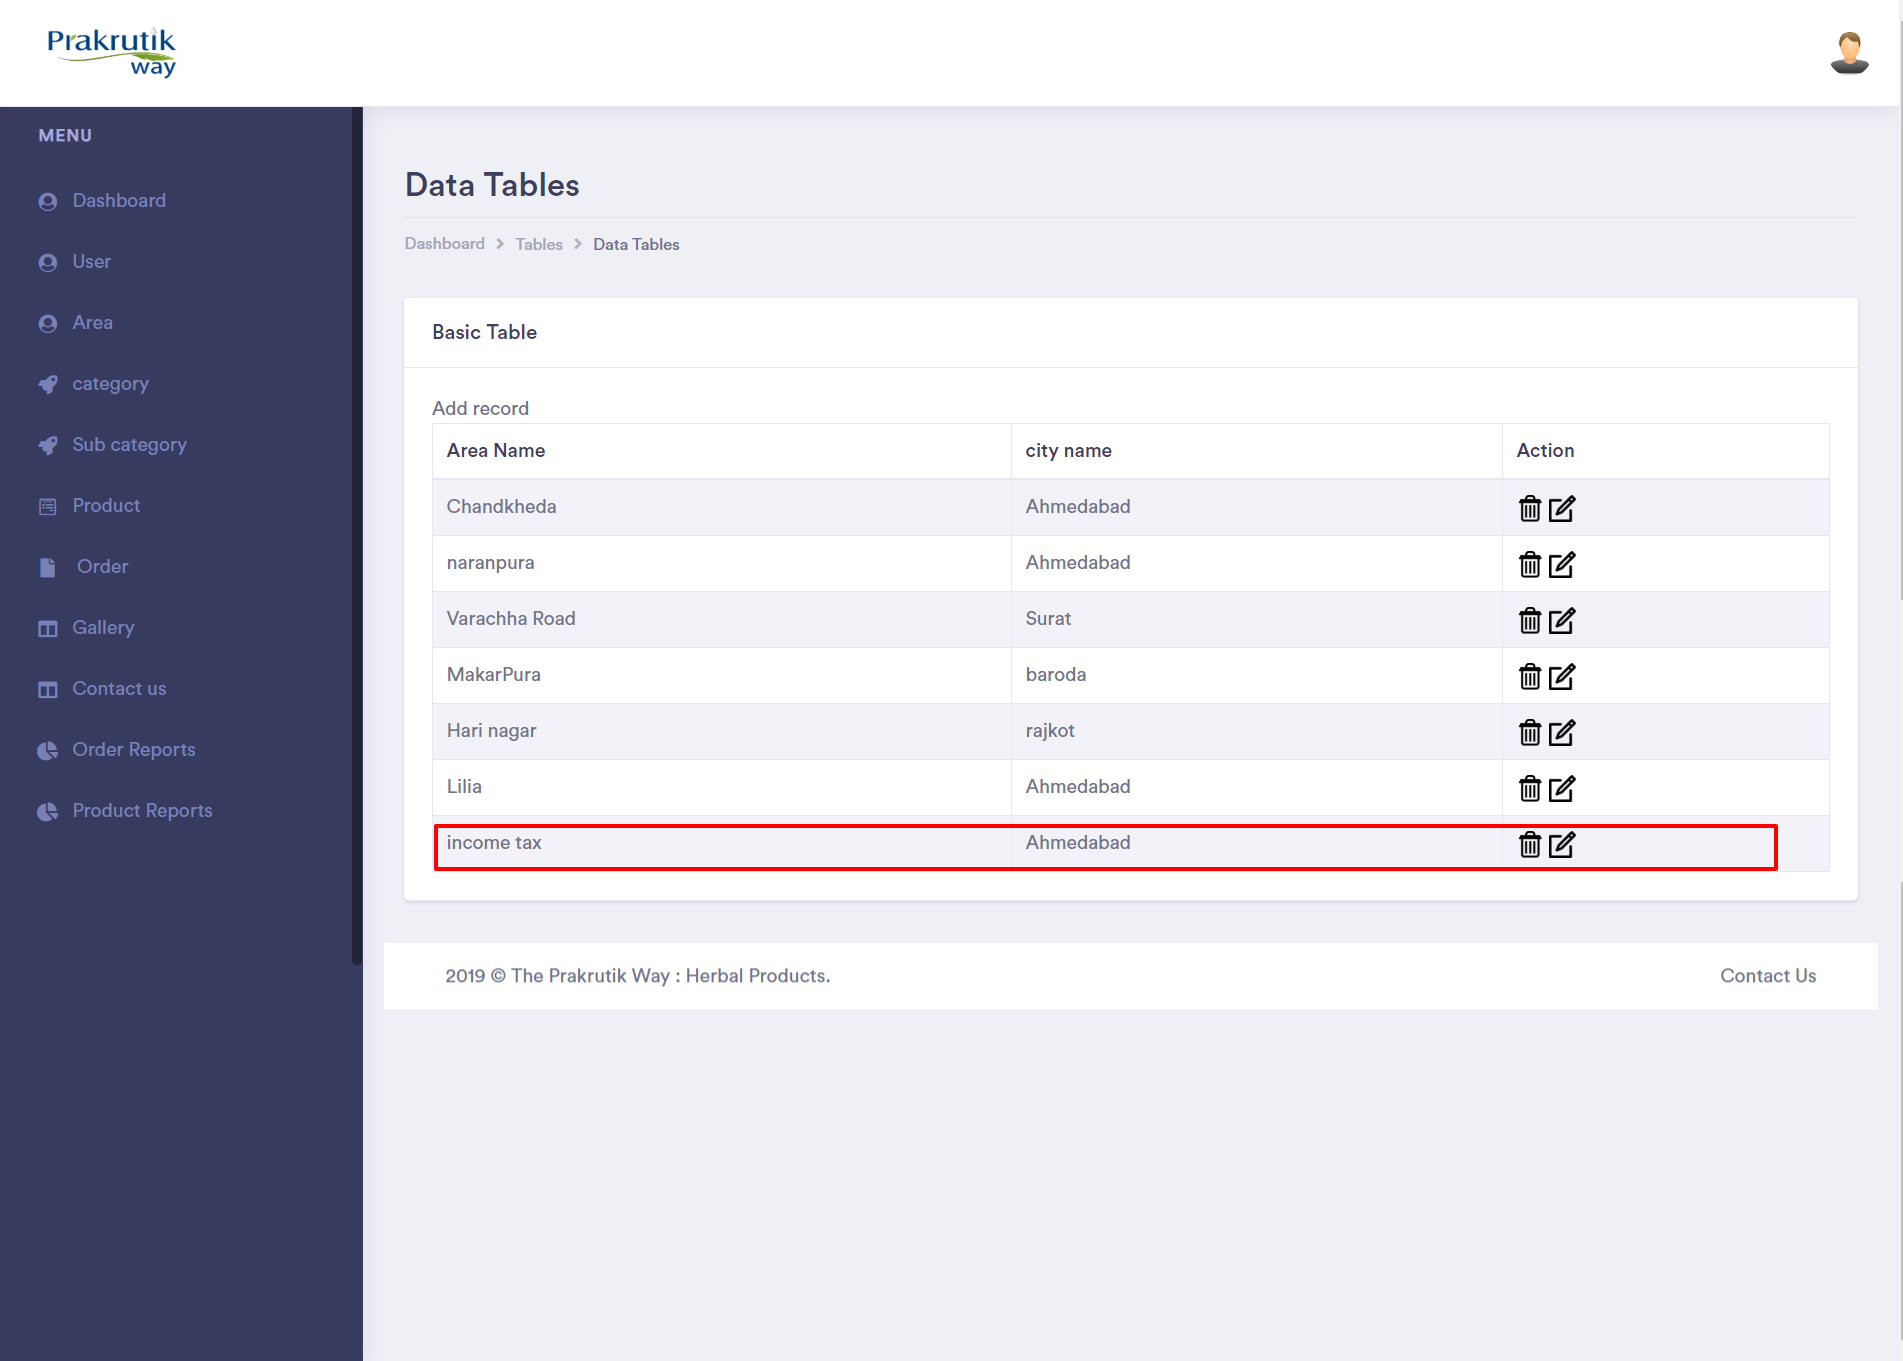 Prakrutik
way
MENU
Dashboard
User
Area
category
Sub category
Product
Order
Gallery
Contact us
Order Reports
Product Reports
Data Tables
Dashboard > Tables > Data Tables
Basic Table
Add record
Area Name city name Action
Chandkheda Ahmedabad
naranpura Ahmedabad
Varachha Road Surat
MakarPura baroda
Hari nagar rajkot
Lilia Ahmedabad
income tax Ahmedabad
2019 © The Prakrutik Way : Herbal Products. Contact Us